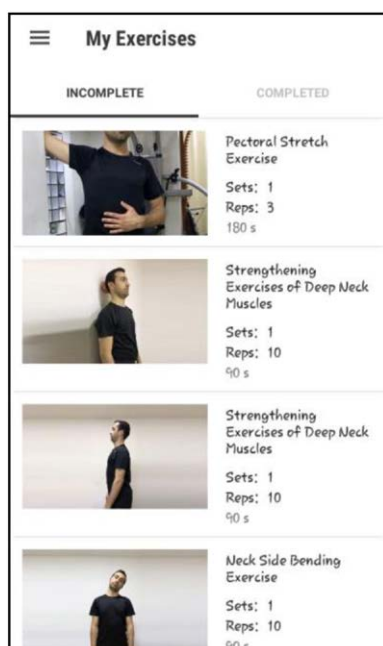 My Exercises
INCOMPLETE
COMPLETED
Pectoral Stretch
Exercise
Sets: 1
Reps: 3
180 s
Strengthening
Exercises of Deep Neck
Muscles
Sets: 1
Reps: 10
90 s
Strengthening
Exercises of Deep Neck
Muscles
Sets: 1
Reps: 10
90 s
Neck Side Bending
Exercise
Sets: 1
Reps: 10
90 s